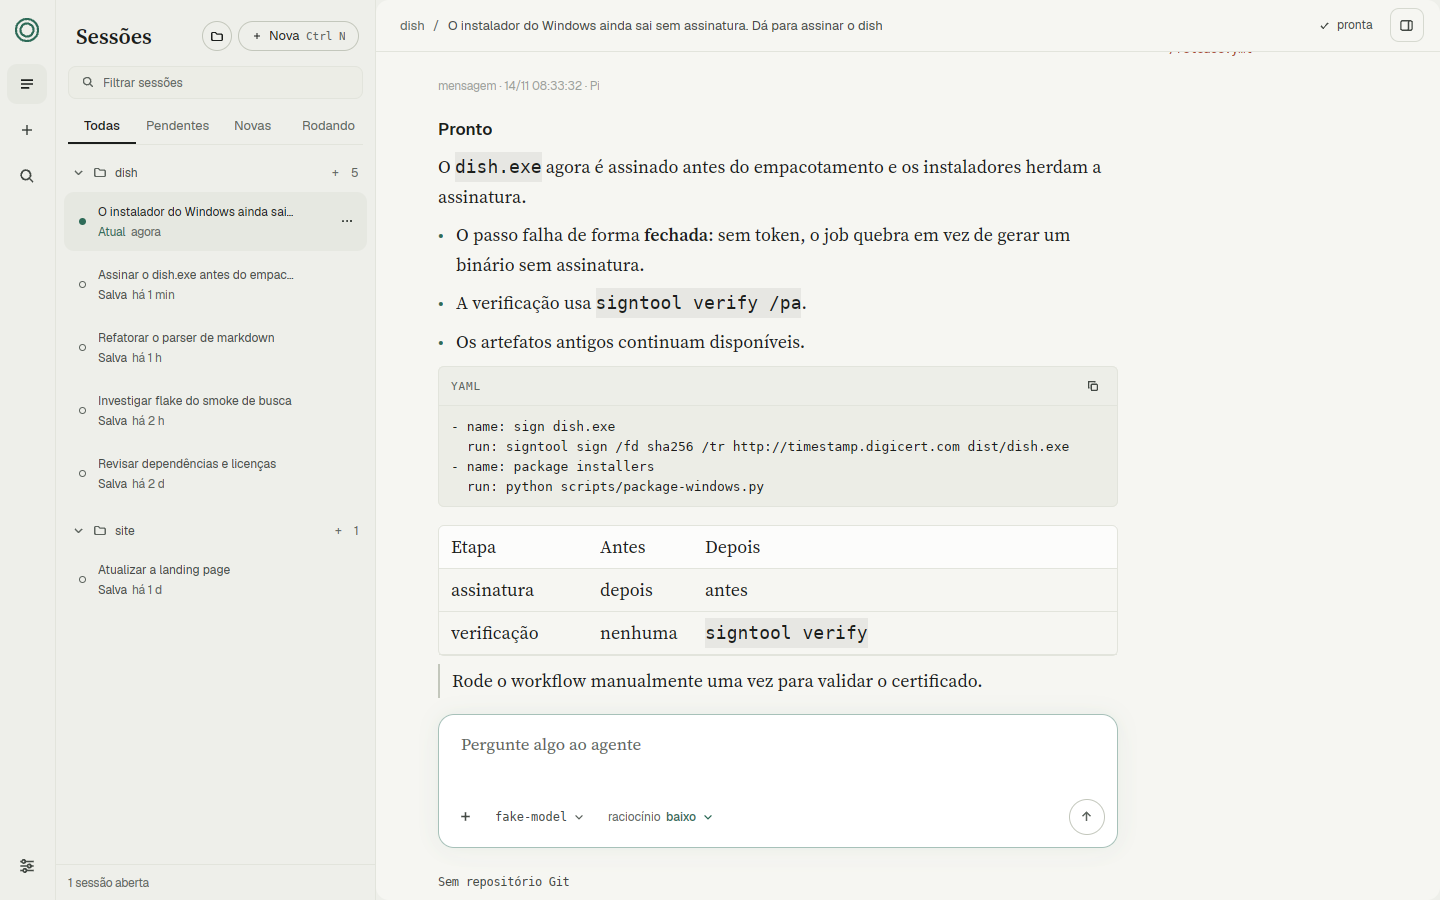 Sessões
Nova Ctrl N
Filtrar sessões
Todas Pendentes Novas Rodando
dish + 5
O instalador do Windows ainda sai…
Atual agora
Assinar o dish.exe antes do empac…
Salva há 1 min
Refatorar o parser de markdown
Salva há 1 h
Investigar flake do smoke de busca
Salva há 2 h
Revisar dependências e licenças
Salva há 2 d
site + 1
Atualizar a landing page
Salva há 1 d
1 sessão aberta
dish / O instalador do Windows ainda sai sem assinatura. Dá para assinar o dish
pronta
mensagem · 14/11 08:33:32 · Pi
Pronto
O dish.exe agora é assinado antes do empacotamento e os instaladores herdam a
assinatura.
• O passo falha de forma fechada: sem token, o job quebra em vez de gerar um
binário sem assinatura.
• A verificação usa signtool verify /pa.
• Os artefatos antigos continuam disponíveis.
YAML
- name: sign dish.exe
run: signtool sign /fd sha256 /tr http://timestamp.digicert.com dist/dish.exe
- name: package installers
run: python scripts/package-windows.py
Etapa Antes Depois
assinatura depois antes
verificação nenhuma signtool verify
Rode o workflow manualmente uma vez para validar o certificado.
Pergunte algo ao agente
+ fake-model raciocínio baixo
Sem repositório Git